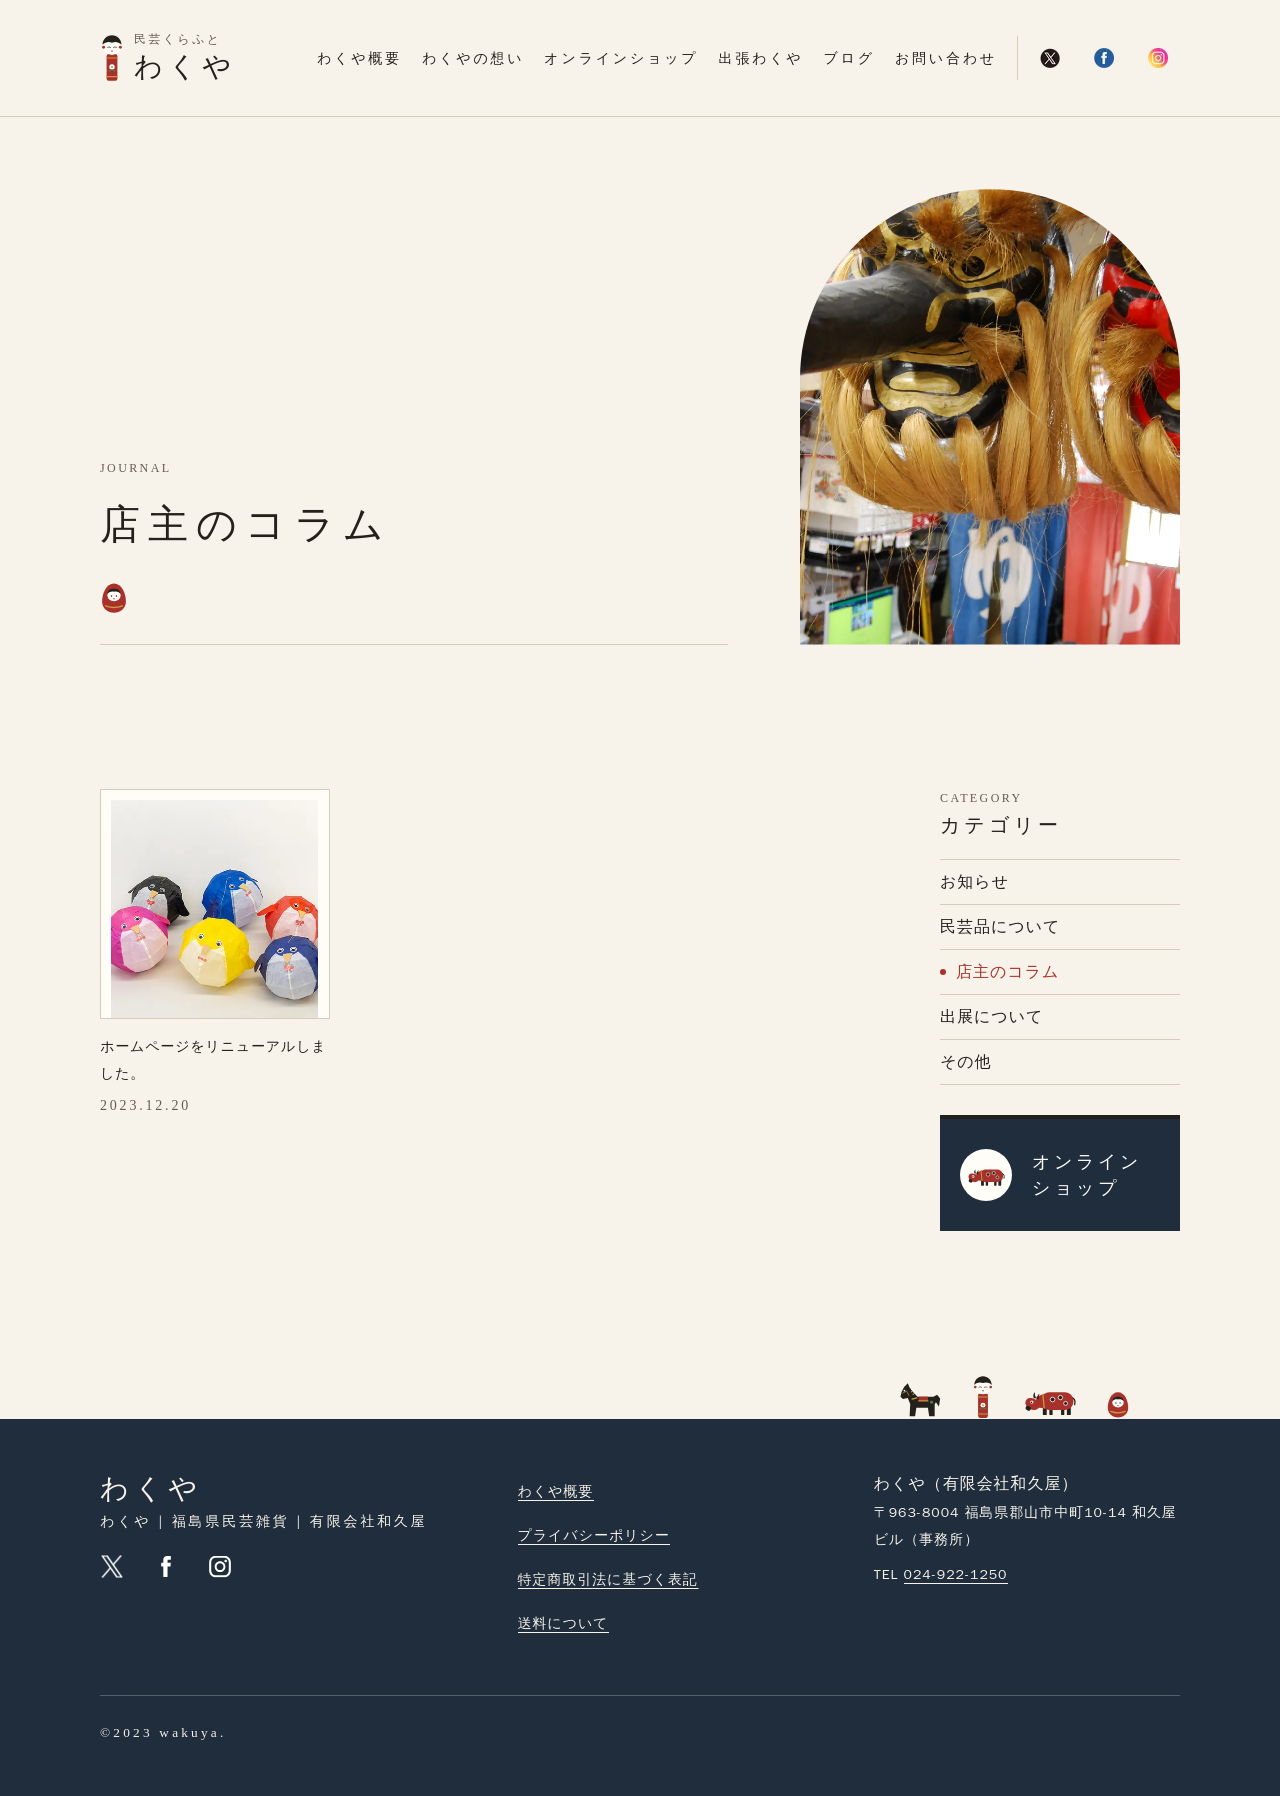 民芸くらふと
わくや
わくや概要 わくやの想い オンラインショップ 出張わくや ブログ お問い合わせ
JOURNAL
店主のコラム
ゆ
ゆ
CATEGORY
カテゴリー
お知らせ
民芸品について
店主のコラム
出展について
その他
ホームページをリニューアルしま
した。
2023.12.20
オンライン
ショップ
わくや
わくや | 福島県民芸雑貨 | 有限会社和久屋
わくや概要
プライバシーポリシー
特定商取引法に基づく表記
送料について
わくや（有限会社和久屋）
〒963-8004 福島県郡山市中町10-14 和久屋
ビル（事務所）
TEL 024-922-1250
©2023 wakuya.